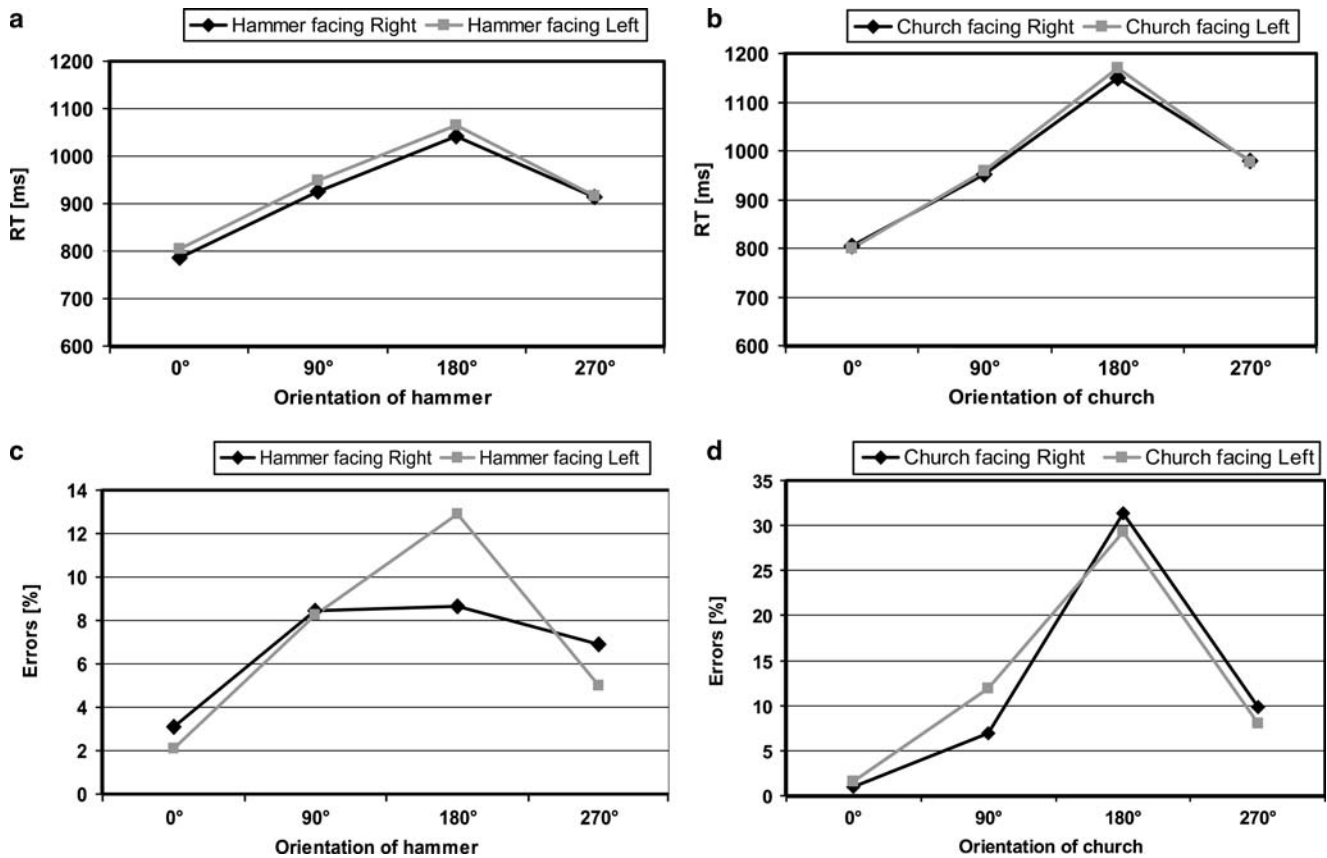 a
Hammer facing Right Hammer facing Left
1200
1100
1000
900
800
700
600
RT [ms]
0° 90° 180° 270°
Orientation of hammer
b
Church facing Right Church facing Left
1200
1100
1000
900
800
700
600
RT [ms]
0° 90° 180° 270°
Orientation of church
c
Hammer facing Right Hammer facing Left
14
12
10
8
6
4
2
0
Errors [%]
0° 90° 180° 270°
Orientation of hammer
d
Church facing Right Church facing Left
35
30
25
20
15
10
5
0
Errors [%]
0° 90° 180° 270°
Orientation of church